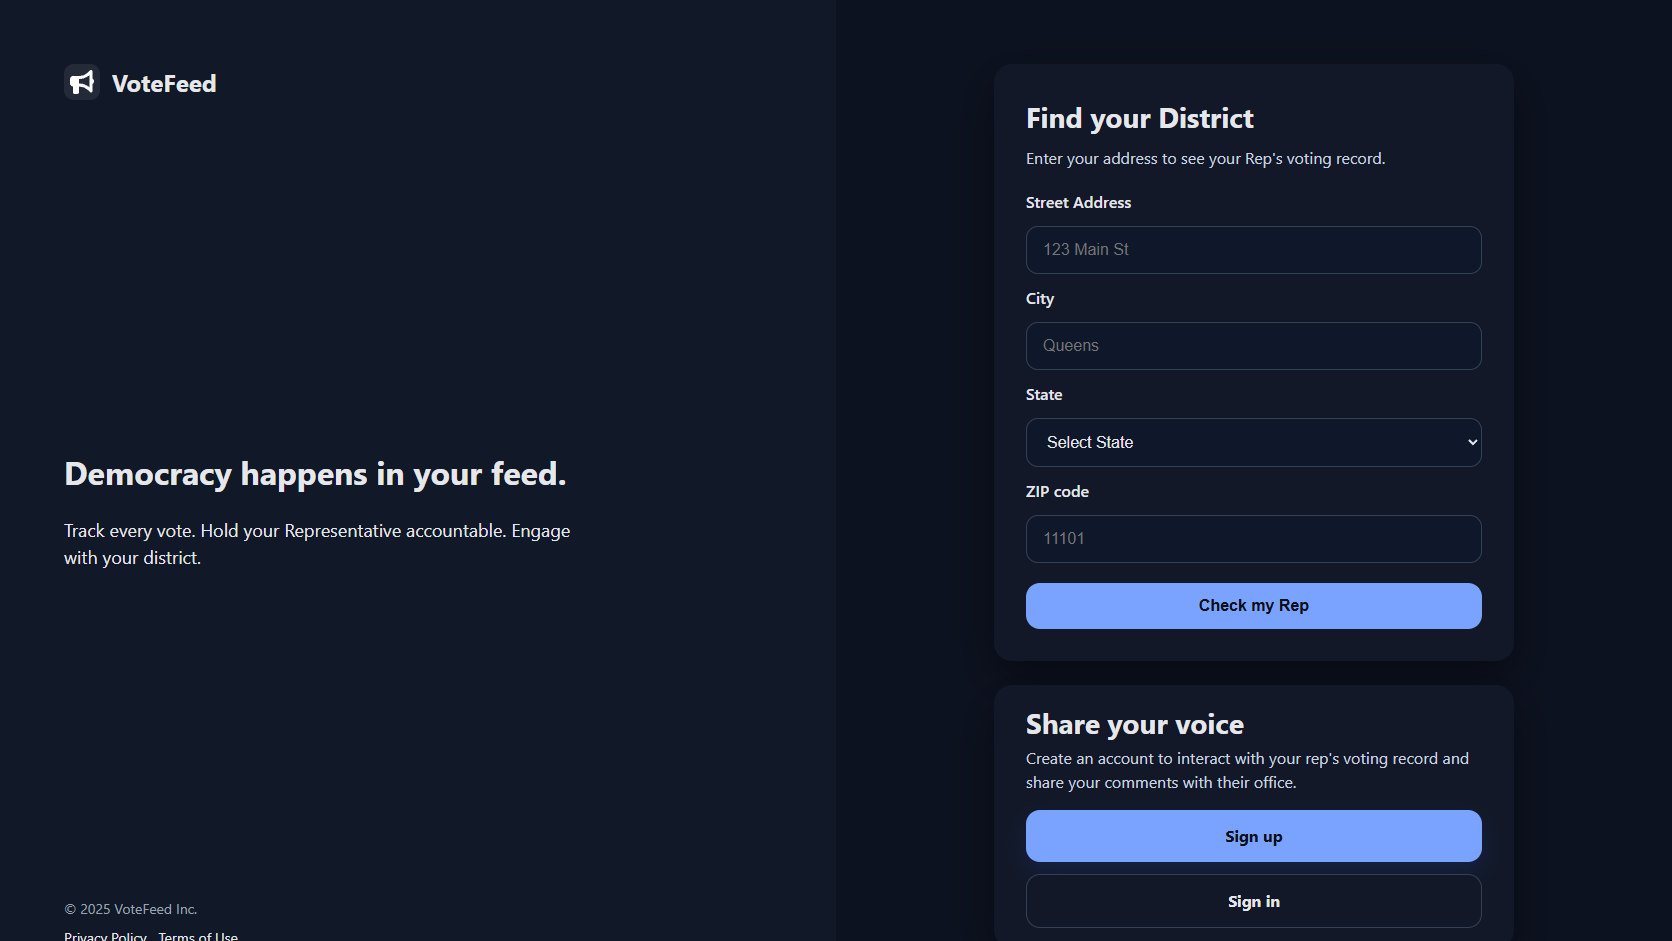 VoteFeed
Democracy happens in your feed.
Track every vote. Hold your Representative accountable. Engage
with your district.
© 2025 VoteFeed Inc.
Privacy Policy Terms of Use
Find your District
Enter your address to see your Rep's voting record.
Street Address
123 Main St
City
Queens
State
Select State
ZIP code
11101
Check my Rep
Share your voice
Create an account to interact with your rep's voting record and
share your comments with their office.
Sign up
Sign in